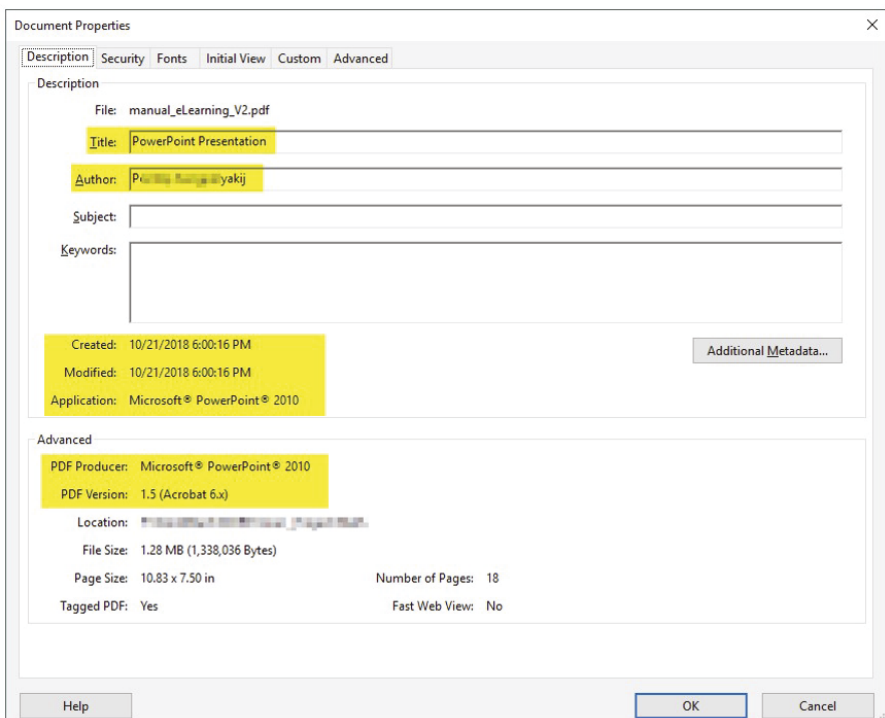 Document Properties
Description Security Fonts Initial View Custom Advanced
Description
File: manual_eLearning_V2.pdf
Title: PowerPoint Presentation
Author:
Subject:
Keywords:
Created: 10/21/2018 6:00:16 PM
Modified: 10/21/2018 6:00:16 PM
Additional Metadata...
Application: Microsoft® PowerPoint® 2010
Advanced
PDF Producer: Microsoft® PowerPoint® 2010
PDF Version: 1.5 (Acrobat 6.x)
Location:
File Size: 1.28 MB (1,338,036 Bytes)
Page Size: 10.83 x 7.50 in Number of Pages: 18
Tagged PDF: Yes Fast Web View: No
Help OK Cancel